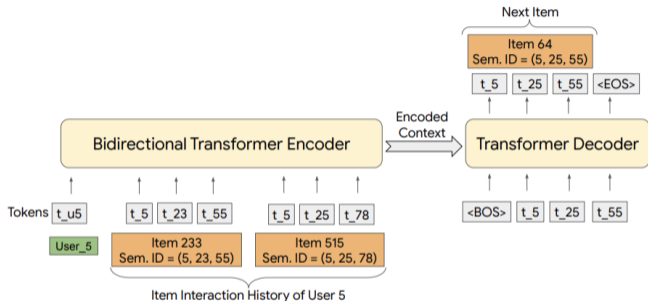 Next Item
Item 64
Sem. ID = (5, 25, 55)
t_5 t_25 t_55 <EOS>
Bidirectional Transformer Encoder
Encoded
Context
Transformer Decoder
Tokens t_u5 t_5 t_23 t_55 t_5 t_25 t_78
<BOS> t_5 t_25 t_55
User_5
Item 233
Sem. ID = (5, 23, 55)
Item 515
Sem. ID = (5, 25, 78)
Item Interaction History of User 5